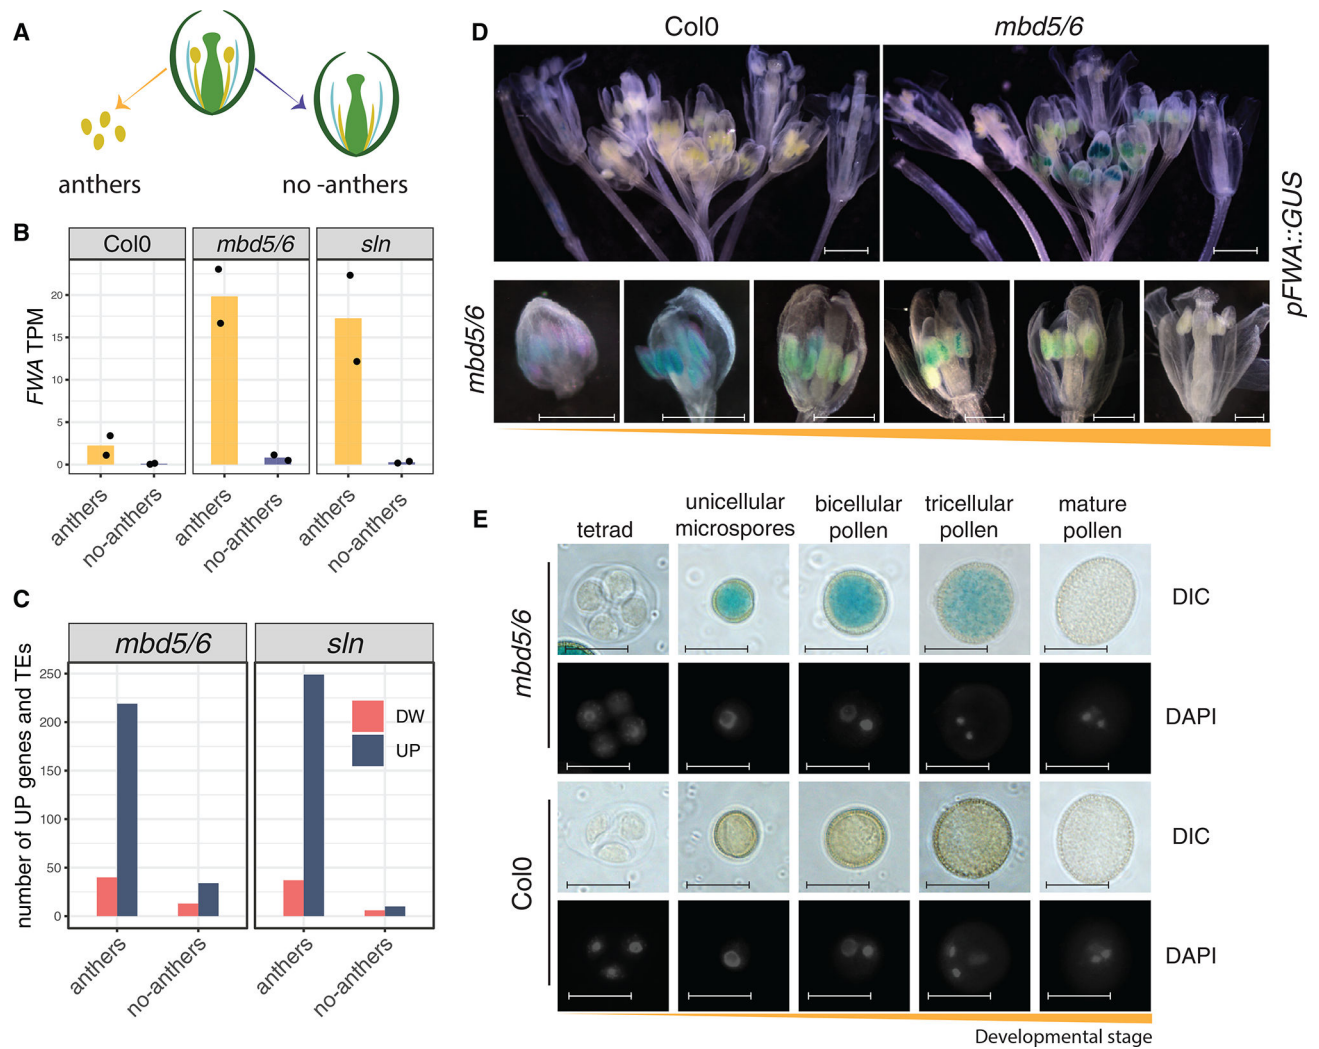 A
anthers
no -anthers
B
Col0
mbd5/6
sln
FWA TPM
20
15
10
5
0
anthers
no-anthers
anthers
no-anthers
anthers
no-anthers
C
mbd5/6
sln
number of UP genes and TEs
250
200
150
100
50
0
DW
UP
anthers
no-anthers
anthers
no-anthers
D
Col0
mbd5/6
pFWA::GUS
mbd5/6
E
tetrad
unicellular
microspores
bicellular
pollen
tricellular
pollen
mature
pollen
mbd5/6
DIC
DAPI
Col0
DIC
DAPI
Developmental stage